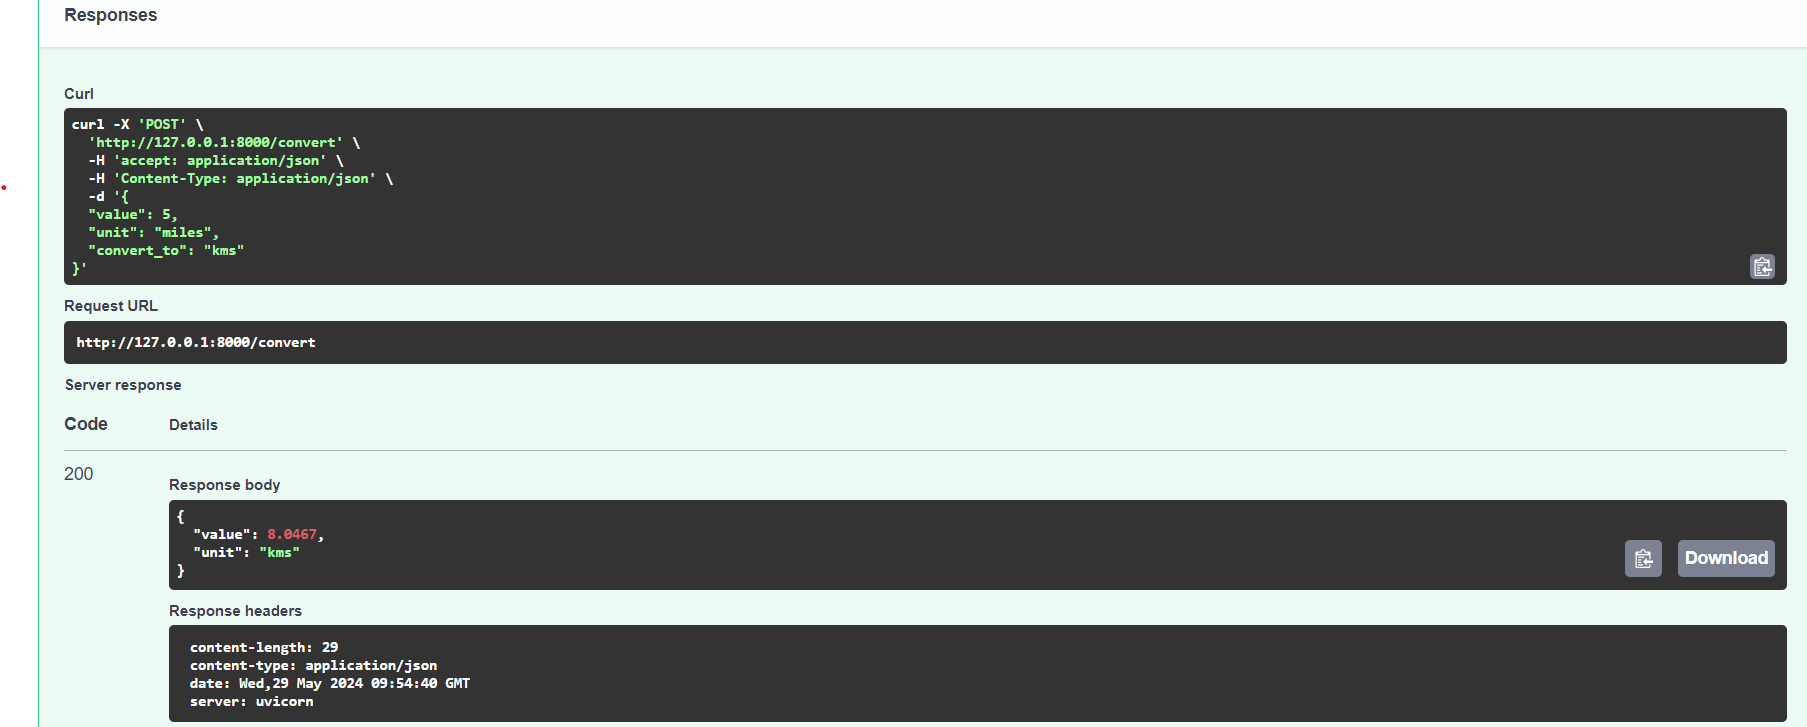 Responses
Curl
curl -X 'POST' \
  'http://127.0.0.1:8000/convert' \
  -H 'accept: application/json' \
  -H 'Content-Type: application/json' \
  -d '{
  "value": 5,
  "unit": "miles",
  "convert_to": "kms"
}'
Request URL
http://127.0.0.1:8000/convert
Server response
Code Details
200
Response body
{
  "value": 8.0467,
  "unit": "kms"
}
Download
Response headers
content-length: 29
content-type: application/json
date: Wed,29 May 2024 09:54:40 GMT
server: uvicorn